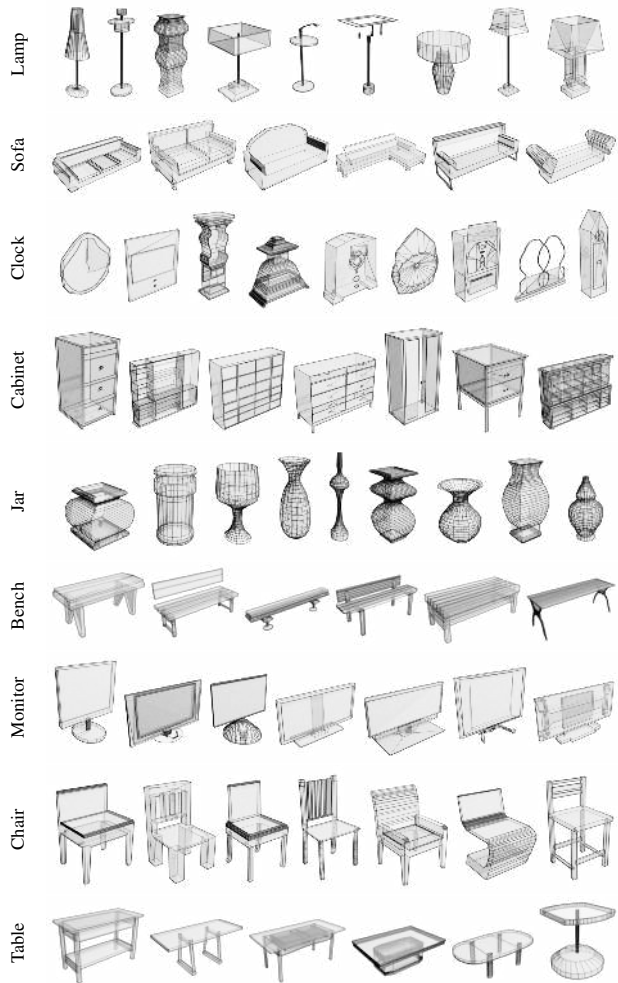 Lamp
Sofa
Clock
Cabinet
Jar
Bench
Monitor
Chair
Table